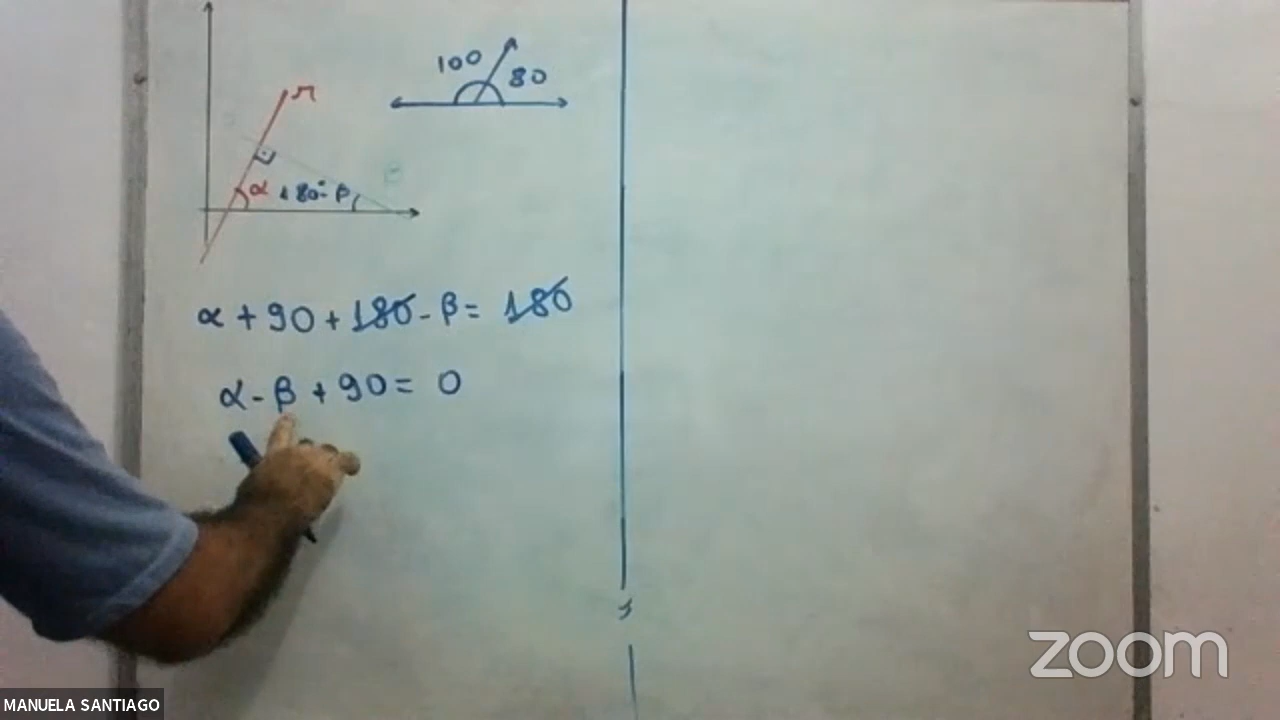 100
80
r
α 180° - β
β
α + 90 + 180 - β = 180
α - β + 90 = 0
zoom
MANUELA SANTIAGO